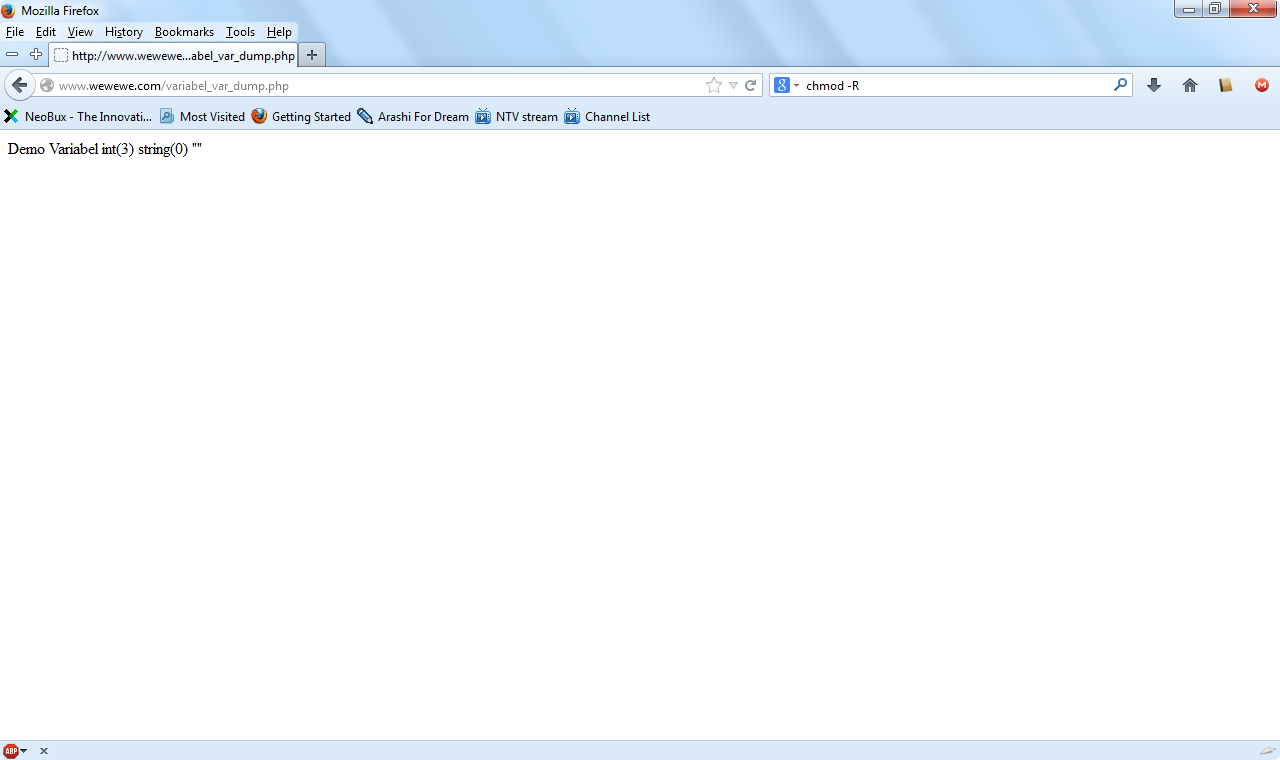 Mozilla Firefox
File Edit View History Bookmarks Tools Help
http://www.wewewe...abel_var_dump.php
www.wewewe.com/variabel_var_dump.php
8 chmod -R
M
NeoBux - The Innovati... Most Visited Getting Started Arashi For Dream NTV stream Channel List
Demo Variabel int(3) string(0) ""
ABP